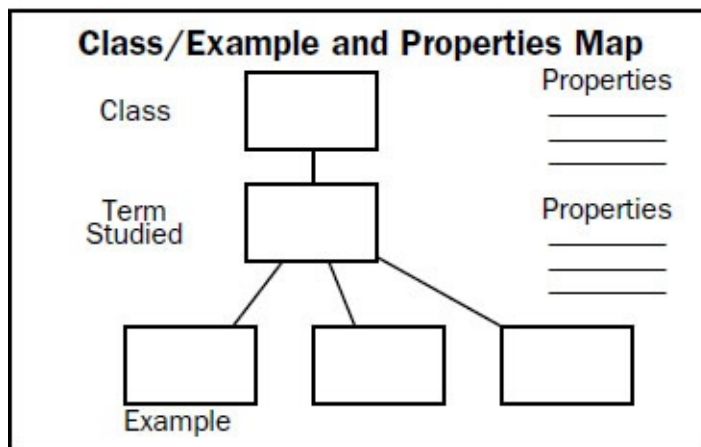 Class/Example and Properties Map
Class
Properties
Term
Studied
Properties
Example